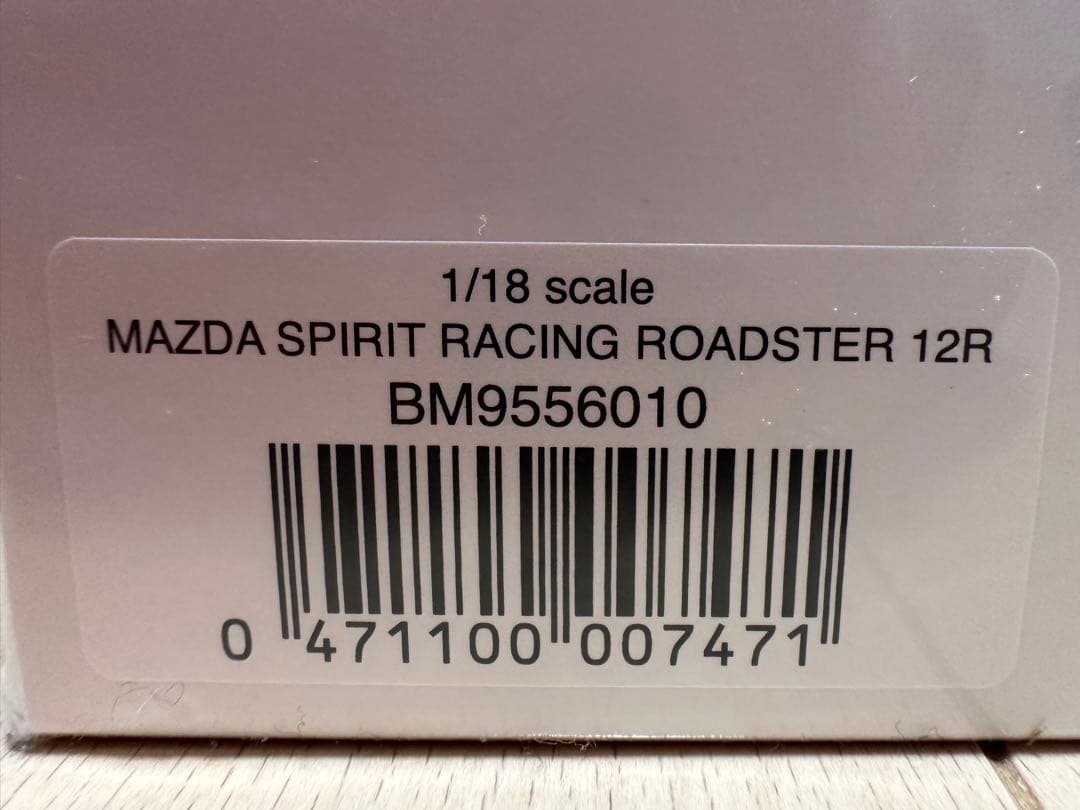 1/18 scale
MAZDA SPIRIT RACING ROADSTER 12R
BM9556010
0 471100 007471